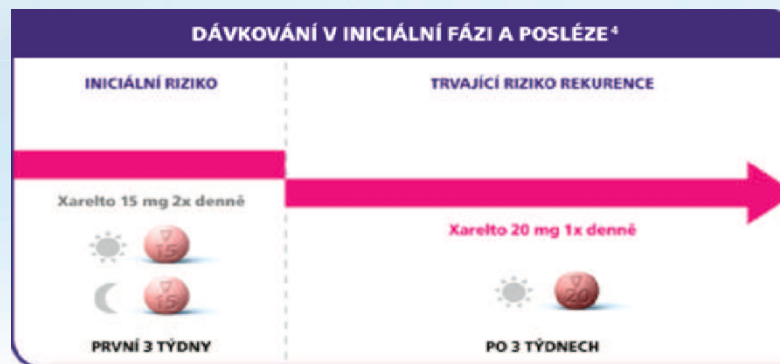 DÁVKOVÁNÍ V INICIÁLNÍ FÁZI A POSLÉZE⁴
INICIÁLNÍ RIZIKO
TRVAJÍCÍ RIZIKO REKURENCE
Xarelto 15 mg 2x denně
15
15
PRVNÍ 3 TÝDNY
Xarelto 20 mg 1x denně
20
PO 3 TÝDNECH